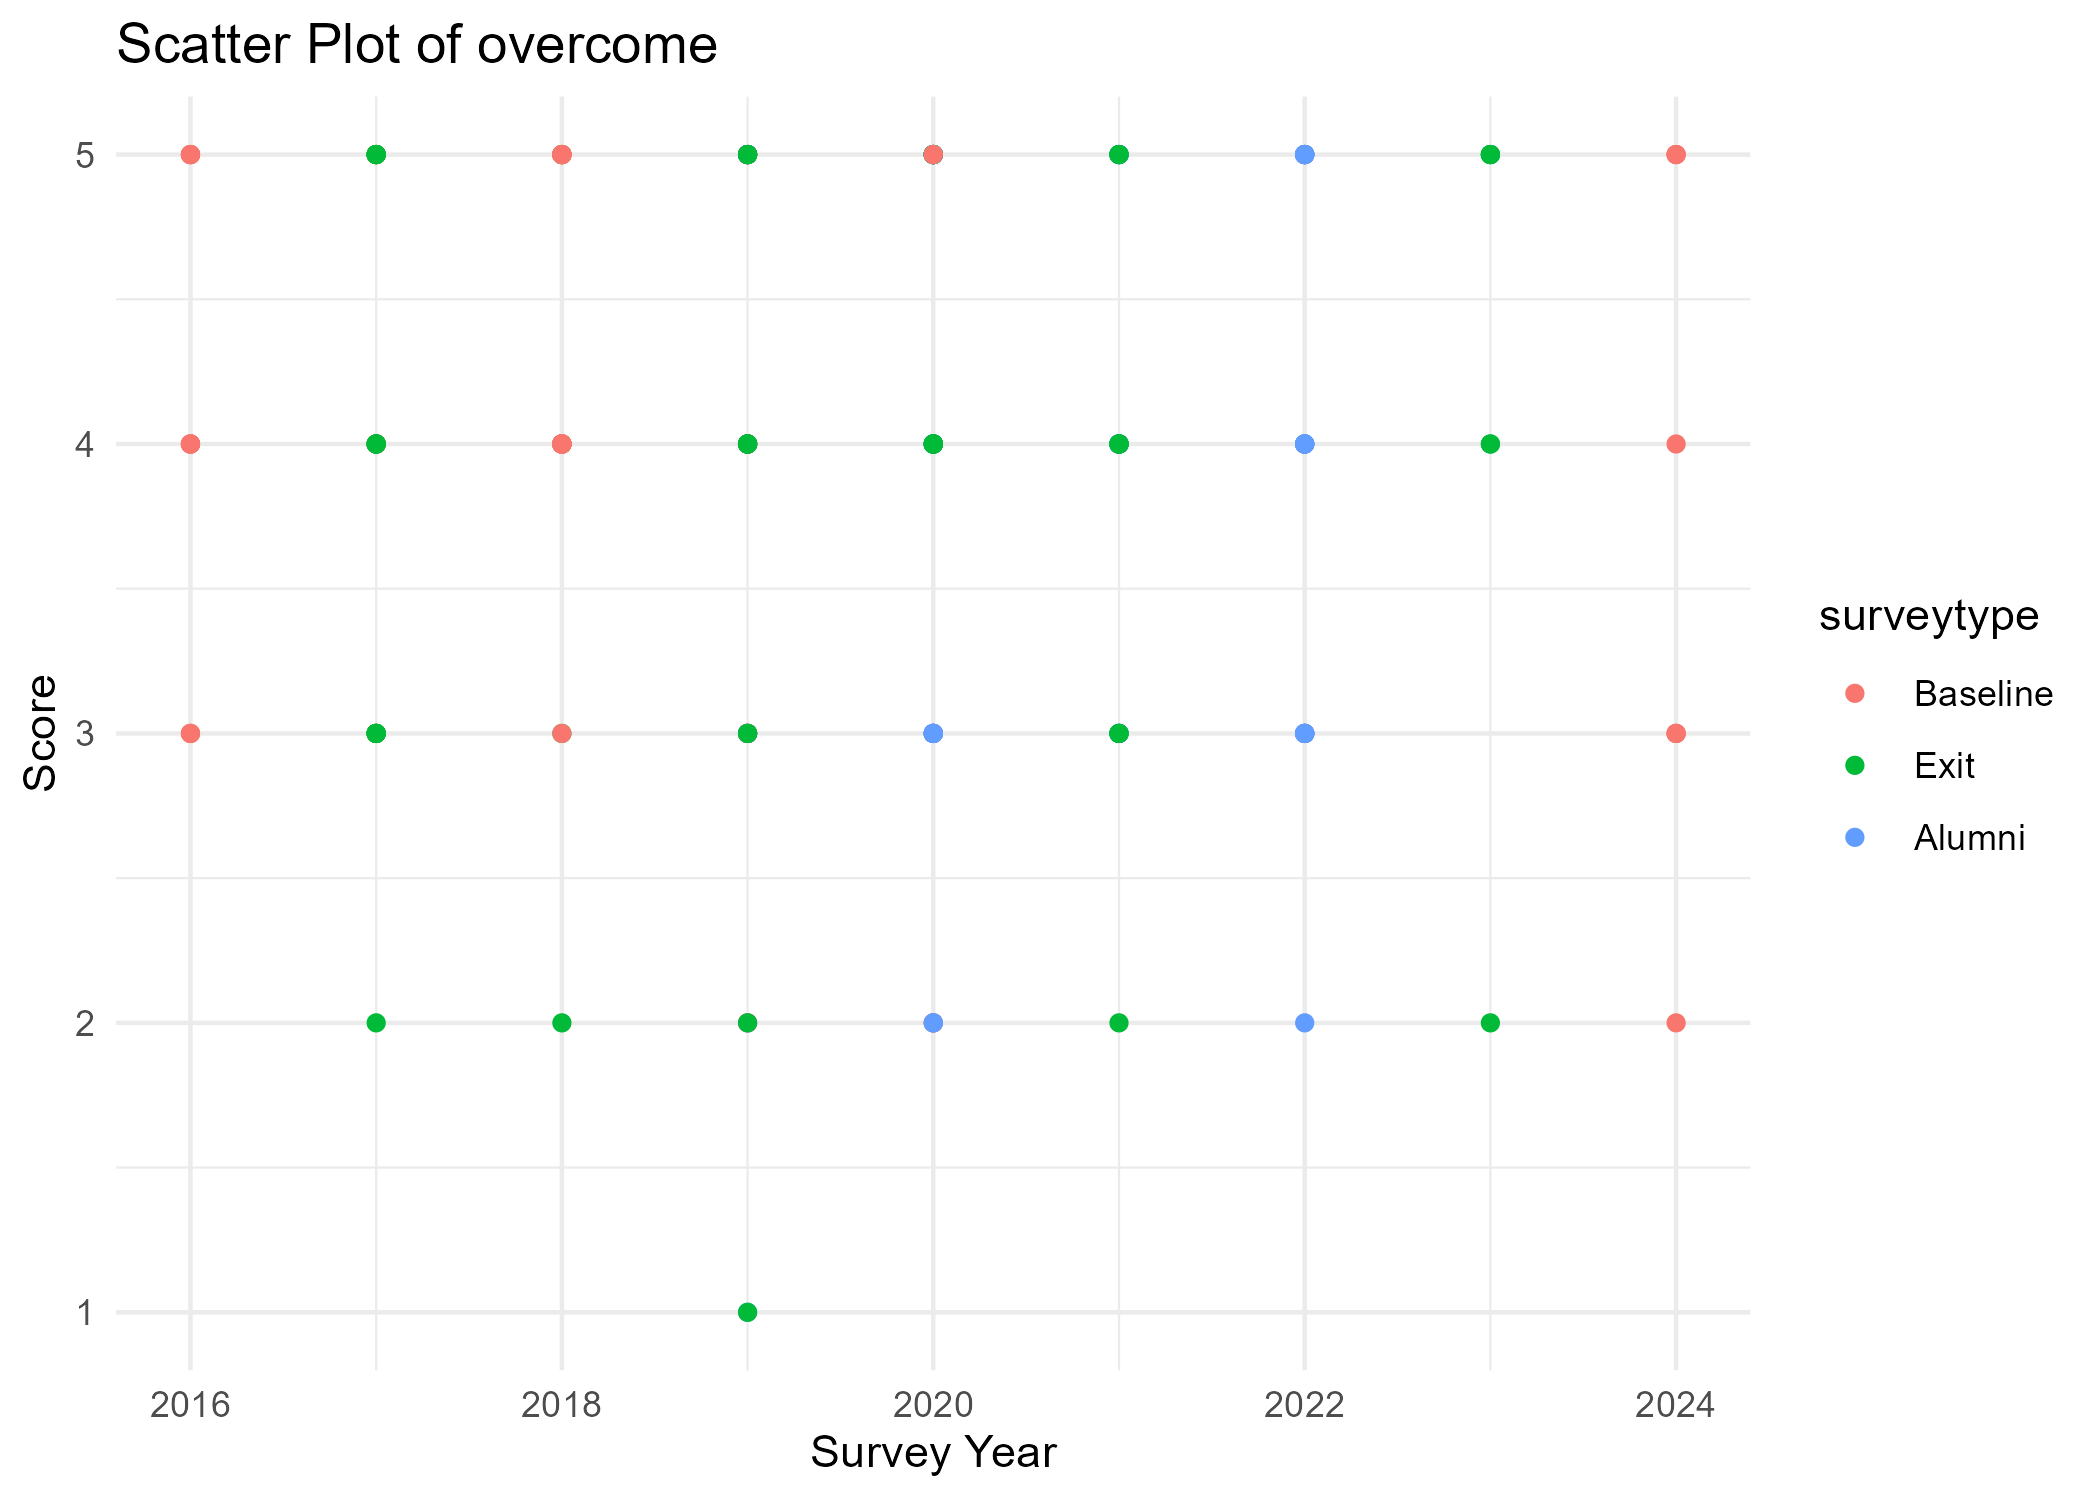 Scatter Plot of overcome
5
4
3
2
1
Score
2016 2018 2020 2022 2024
Survey Year
surveytype
Baseline
Exit
Alumni